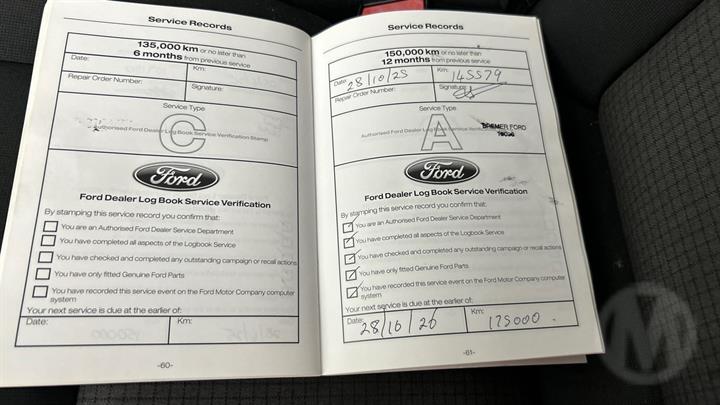 Service Records
135,000 km or no later than
6 months from previous service
Date:
Km:
Repair Order Number:
Signature:
Service Type
C
Authorised Ford Dealer Log Book Service Verification Stamp
Ford
Ford Dealer Log Book Service Verification
By stamping this service record you confirm that:
You are an Authorised Ford Dealer Service Department
You have completed all aspects of the Logbook Service
You have checked and completed any outstanding campaign or recall actions
You have only fitted Genuine Ford Parts
You have recorded this service event on the Ford Motor Company computer
system
Your next service is due at the earlier of:
Date:
Km:
-60-
Service Records
150,000 km or no later than
12 months from previous service
Date: 28/10/25
Km: 145579
Repair Order Number:
Signature:
Service Type
A
Authorised Ford Dealer Log Book Service
BREMER FORD
Ford
Ford Dealer Log Book Service Verification
By stamping this service record you confirm that:
You are an Authorised Ford Dealer Service Department
You have completed all aspects of the Logbook Service
You have checked and completed any outstanding campaign or recall actions
You have only fitted Genuine Ford Parts
You have recorded this service event on the Ford Motor Company computer
system
Your next service is due at the earlier of:
Date: 28/10/26
Km: 175000
-61-
M